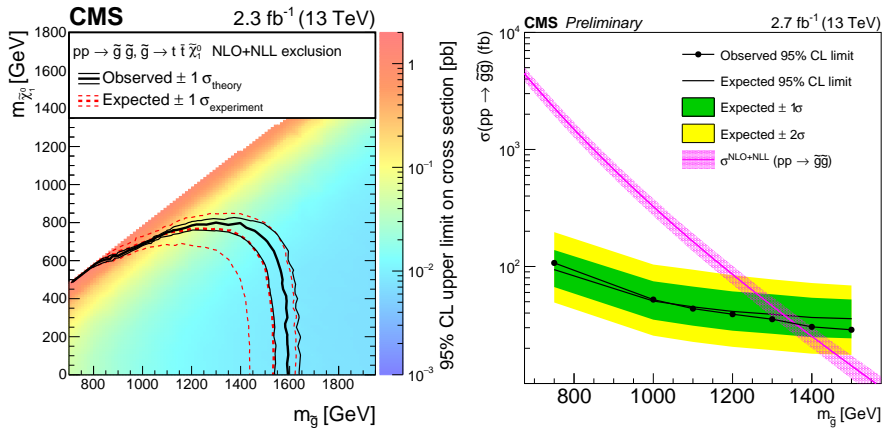 CMS 2.3 fb⁻¹ (13 TeV)
pp → g̃ g̃, g̃ → t t̄ χ̃⁰₁ NLO+NLL exclusion
Observed ± 1 σtheory
Expected ± 1 σexperiment
m_χ̃⁰₁ [GeV]
1800
1600
1400
1200
1000
800
600
400
200
0
800 1000 1200 1400 1600 1800
m_g̃ [GeV]
1
10⁻¹
10⁻²
10⁻³
95% CL upper limit on cross section [pb]
CMS Preliminary 2.7 fb⁻¹ (13 TeV)
Observed 95% CL limit
Expected 95% CL limit
Expected ± 1σ
Expected ± 2σ
σ^NLO+NLL (pp → g̃g̃)
σ(pp → g̃g̃) (fb)
10⁴
10³
10²
800 1000 1200 1400
m_g̃ [GeV]